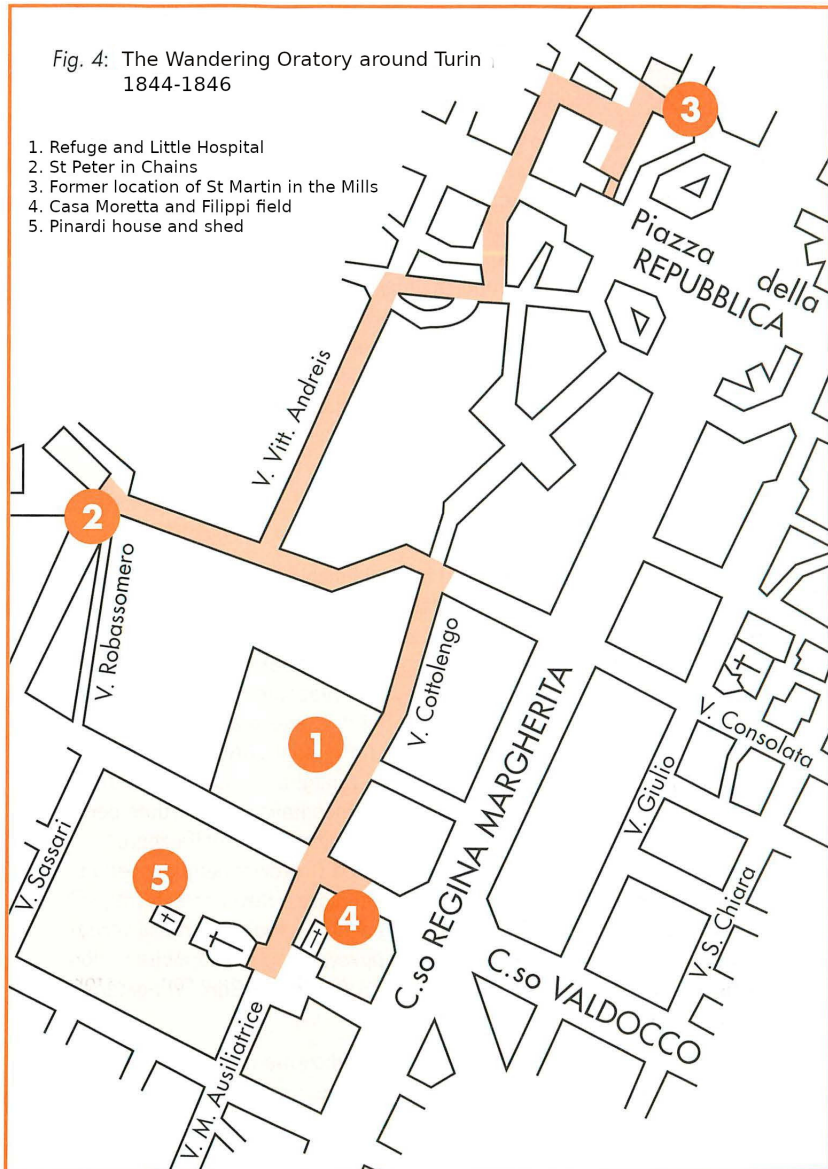 Fig. 4: The Wandering Oratory around Turin
1844-1846
1. Refuge and Little Hospital
2. St Peter in Chains
3. Former location of St Martin in the Mills
4. Casa Moretta and Filippi field
5. Pinardi house and shed
3
Piazza della
REPUBBLICA
V. Vitt. Andreis
2
V. Robassomero
V. Cottolengo
1
C.so REGINA MARGHERITA
V. Consolata
V. Giulio
V. Sassari
5
4
V. S. Chiara
C.so VALDOCCO
V. M. Ausiliatrice